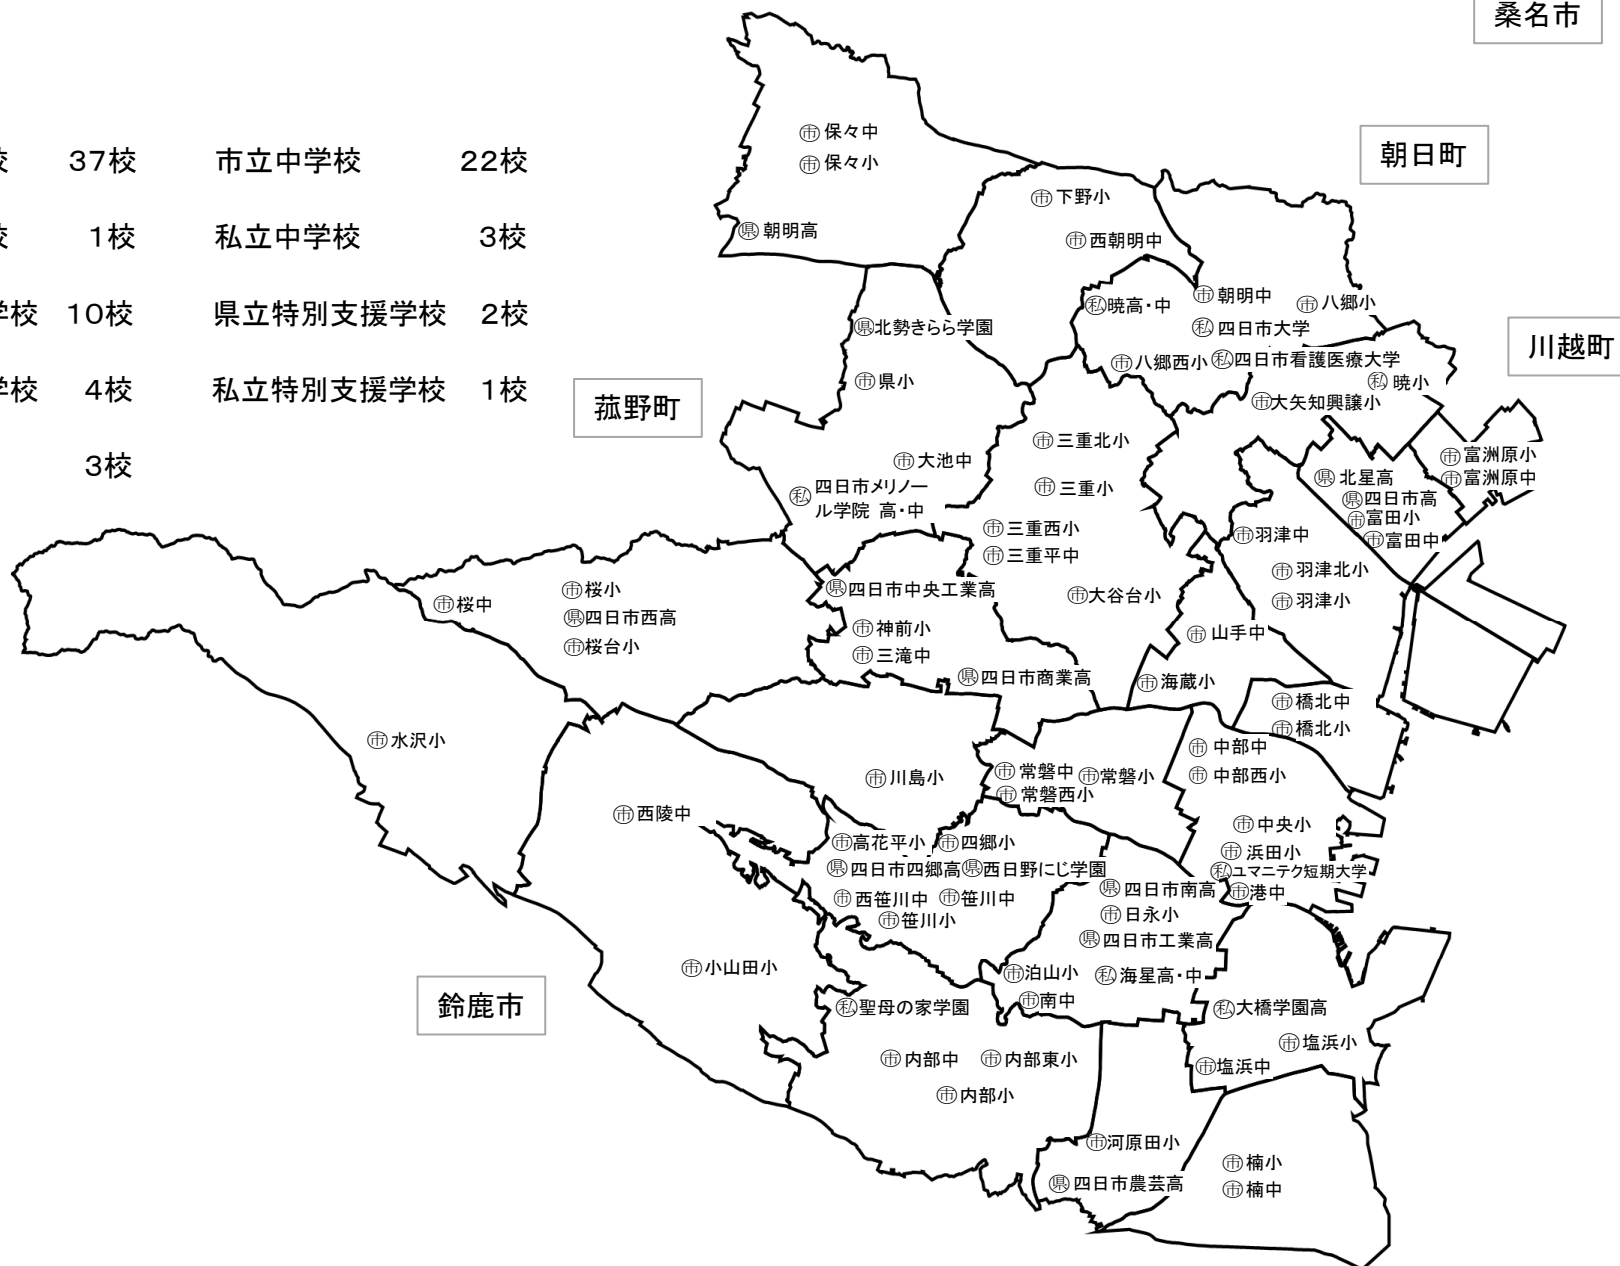 桑名市
朝日町
川越町
菰野町
鈴鹿市
校 37校 市立中学校 22校
校 1校 私立中学校 3校
学校 10校 県立特別支援学校 2校
学校 4校 私立特別支援学校 1校
3校
㊞保々中
㊞保々小
㊞下野小
㊞西朝明中
県朝明高
私暁高・中
市朝明中
市八郷小
私四日市大学
県北勢きらら学園
市八郷西小
私四日市看護医療大学
市県小
私暁小
市大矢知興譲小
市三重北小
市大池中
市富洲原小
市富洲原中
県北星高
県四日市高
市富田小
市富田中
私四日市メリノー
ル学院 高・中
市三重小
市三重西小
市三重平中
市羽津中
市羽津北小
市羽津小
市大谷台小
市桜中
市桜小
県四日市西高
市桜台小
県四日市中央工業高
市神前小
市三滝中
県四日市商業高
市山手中
市海蔵小
市橋北中
市橋北小
市水沢小
市中部中
市中部西小
市川島小
市常磐中
市常磐小
市常磐西小
市西陵中
市中央小
市浜田小
私ユマニテク短期大学
市港中
市高花平小
市四郷小
県四日市四郷高
県西日野にじ学園
市西笹川中
市笹川中
市笹川小
県四日市南高
市日永小
県四日市工業高
市泊山小
私海星高・中
市南中
市小山田小
私聖母の家学園
私大橋学園高
市塩浜小
市塩浜中
市内部中
市内部東小
市内部小
市河原田小
県四日市農芸高
市楠小
市楠中